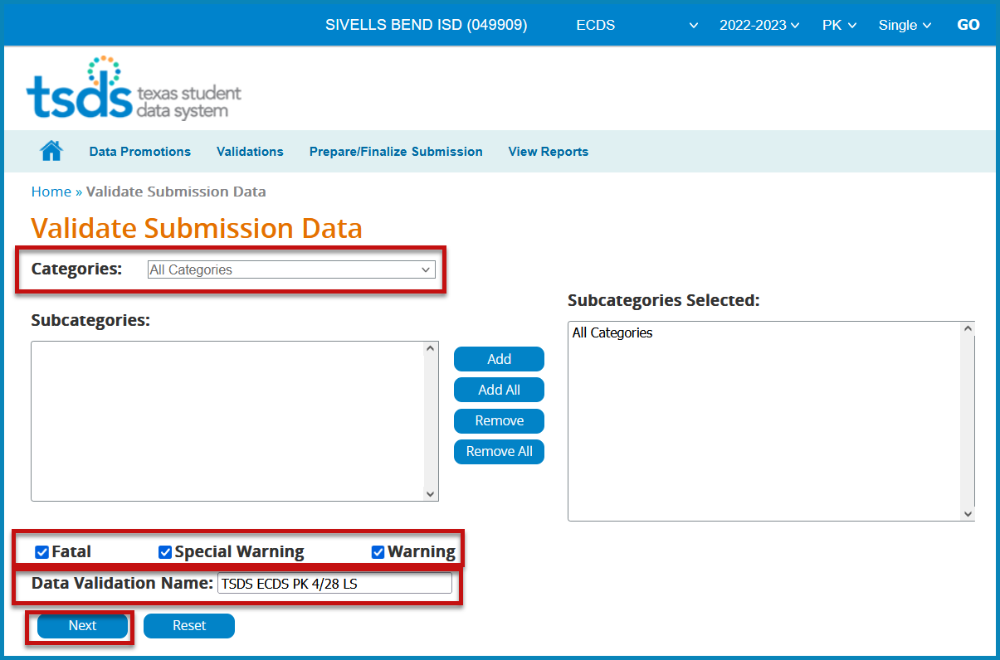 SIVELLS BEND ISD (049909) ECDS 2022-2023 PK Single GO
tsds texas student
data system
Data Promotions Validations Prepare/Finalize Submission View Reports
Home » Validate Submission Data
Validate Submission Data
Categories: All Categories
Subcategories Selected:
Subcategories:
All Categories
Add
Add All
Remove
Remove All
Fatal Special Warning Warning
Data Validation Name: TSDS ECDS PK 4/28 LS
Next Reset